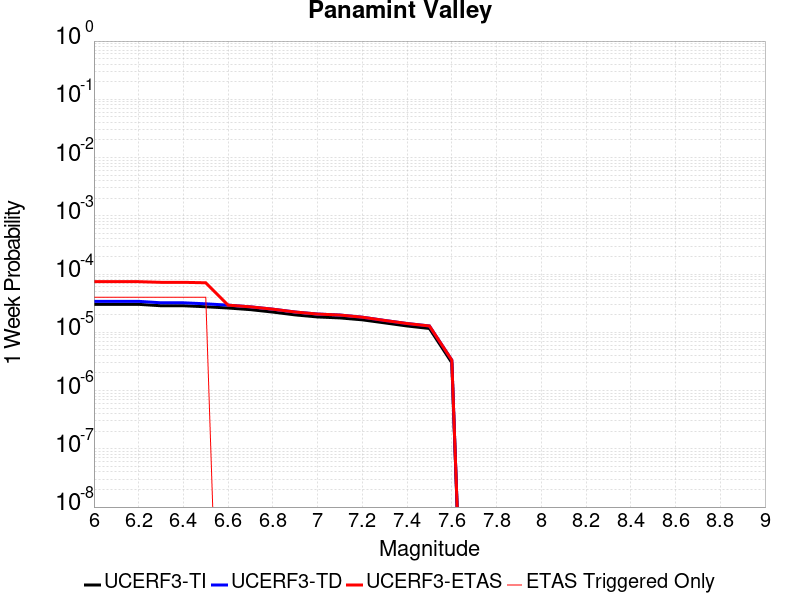 Panamint Valley
1 Week Probability
10^0
10^-1
10^-2
10^-3
10^-4
10^-5
10^-6
10^-7
10^-8
6 6.2 6.4 6.6 6.8 7 7.2 7.4 7.6 7.8 8 8.2 8.4 8.6 8.8 9
Magnitude
UCERF3-TI UCERF3-TD UCERF3-ETAS ETAS Triggered Only